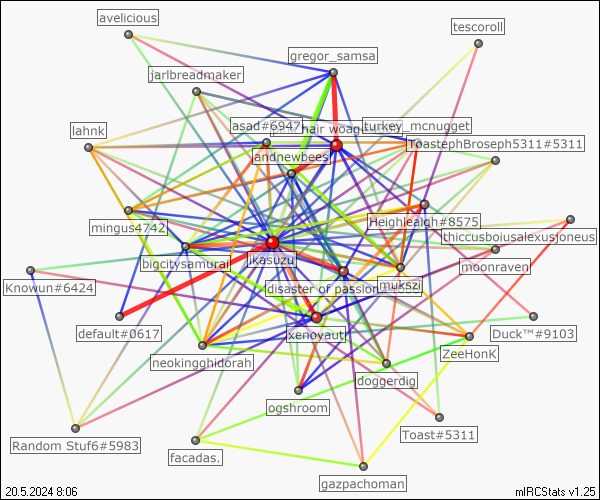 avelicious
tescoroll
gregor_samsa
jarlbreadmaker
asad#6947
hair woagu
turkey_mcnugget
lahnk
ToastephBroseph5311#5311
andnewbees
mingus4742
Heighleaigh#8575
thiccusboiusalexusjoneus
bigcitysamurai
ikasuzu
moonraven
Knowun#6424
disaster of passion
mukszi
default#0617
xenoyaut
Duck™#9103
ZeeHonK
neokingghidorah
doggerdig
ogshroom
Toast#5311
Random Stuf6#5983
facadas.
gazpachoman
20.5.2024 8:06
mIRCStats v1.25